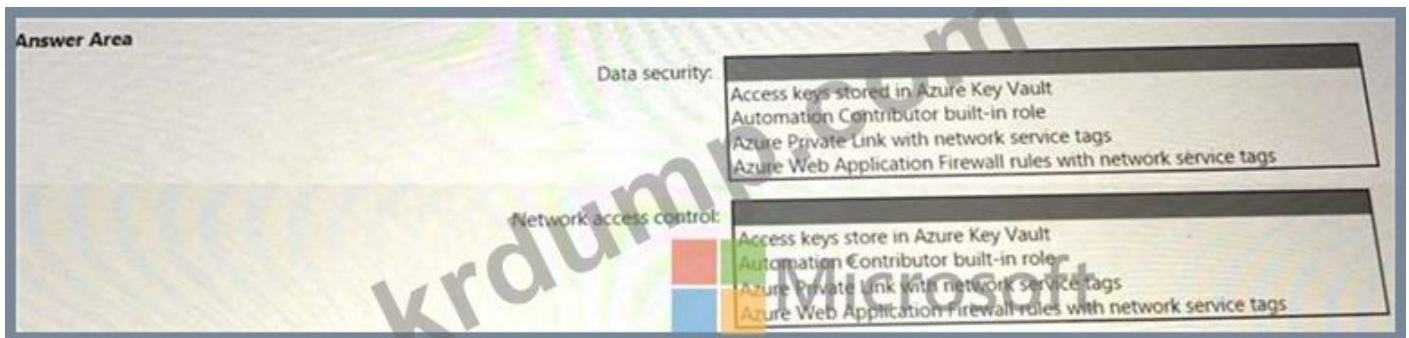 Answer Area
Data security:
Access keys stored in Azure Key Vault
Automation Contributor built-in role
Azure Private Link with network service tags
Azure Web Application Firewall rules with network service tags
Network access control:
Access keys store in Azure Key Vault
Automation Contributor built-in role
Azure Private Link with network service tags
Azure Web Application Firewall rules with network service tags
krdump.com
Microsoft